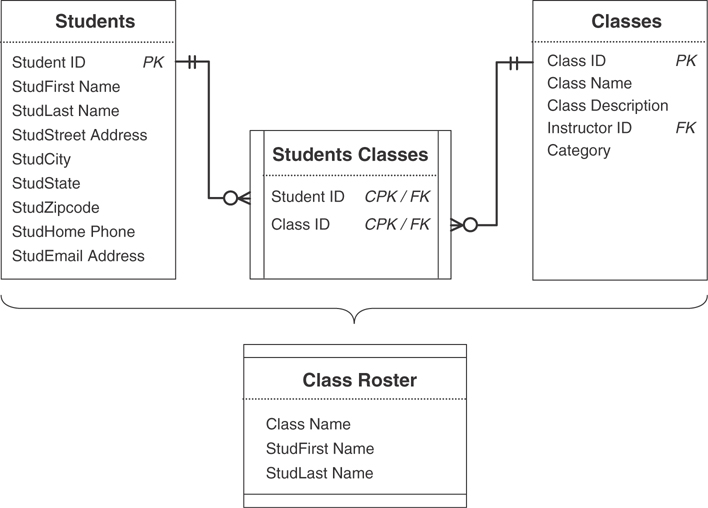 Students
Student ID PK
StudFirst Name
StudLast Name
StudStreet Address
StudCity
StudState
StudZipcode
StudHome Phone
StudEmail Address
Students Classes
Student ID CPK / FK
Class ID CPK / FK
Classes
Class ID PK
Class Name
Class Description
Instructor ID FK
Category
Class Roster
Class Name
StudFirst Name
StudLast Name